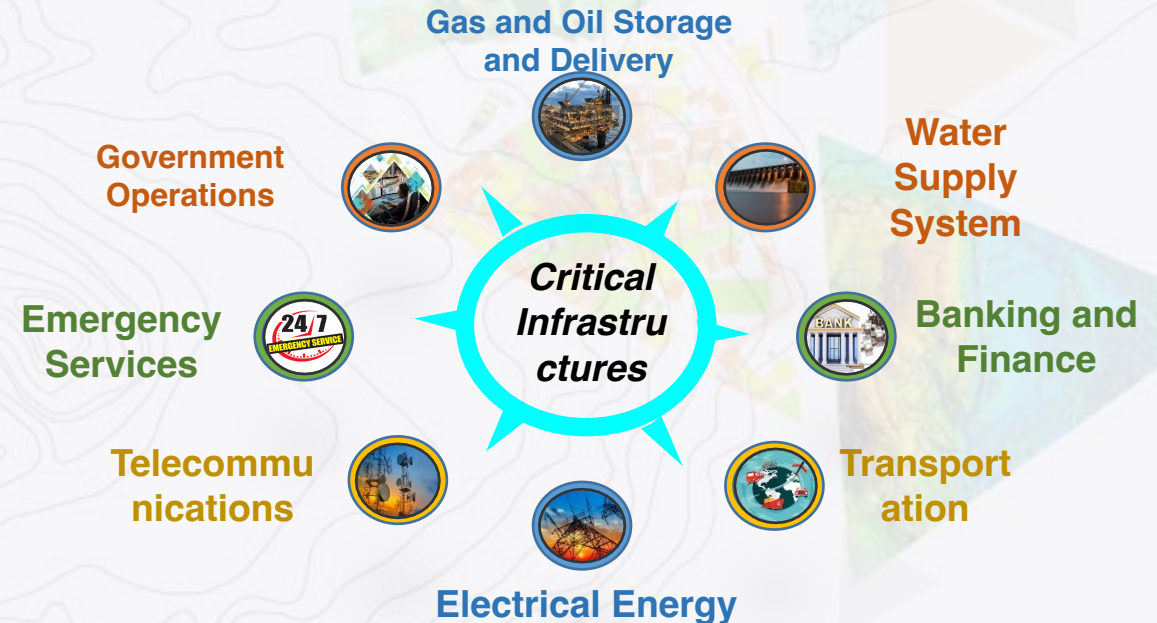 Gas and Oil Storage
and Delivery
Government
Operations
Water
Supply
System
Critical
Infrastru
ctures
Emergency
Services
24/7
EMERGENCY SERVICE
BANK
Banking and
Finance
Telecommu
nications
Transport
ation
Electrical Energy